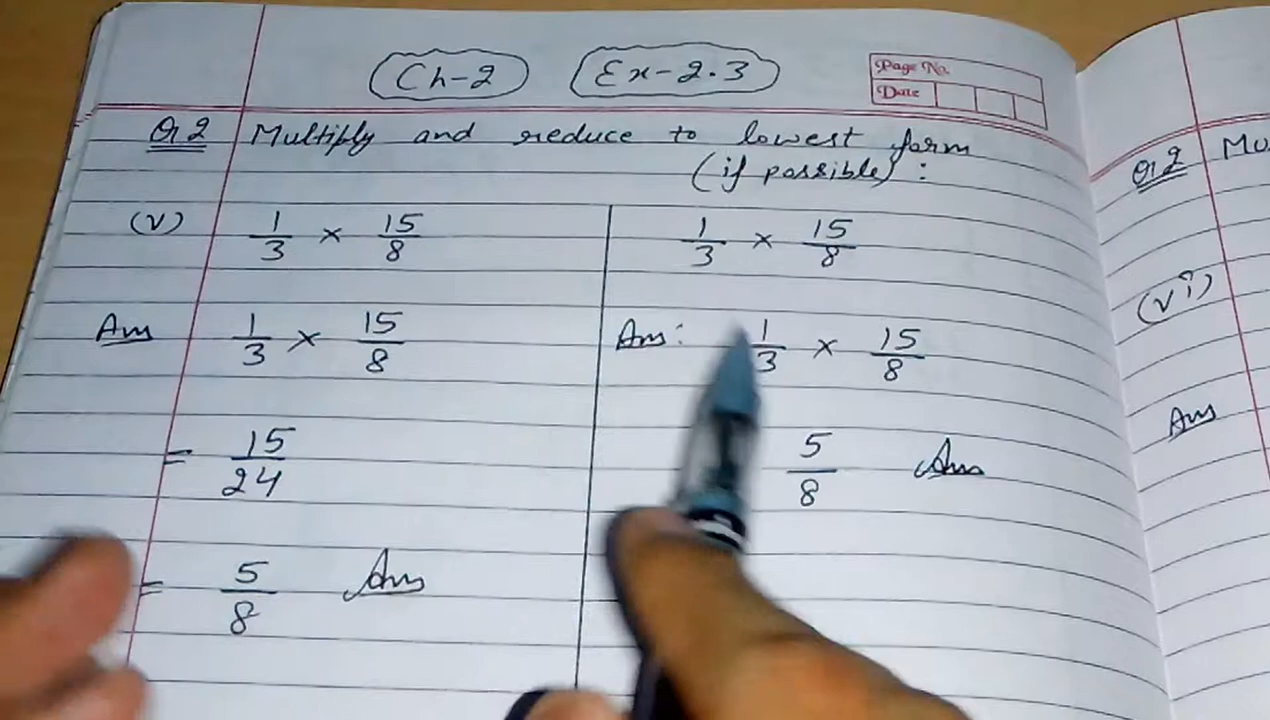 Ch-2 Ex-2.3
Page No.
Date
Q2 Multiply and reduce to lowest form
(if possible) :
(v) 1/3 × 15/8
Ans 1/3 × 15/8
= 15/24
= 5/8 Ans
1/3 × 15/8
Ans: 1/3 × 15/8
5/8 Ans
Q2 Mu
(vi)
Ans